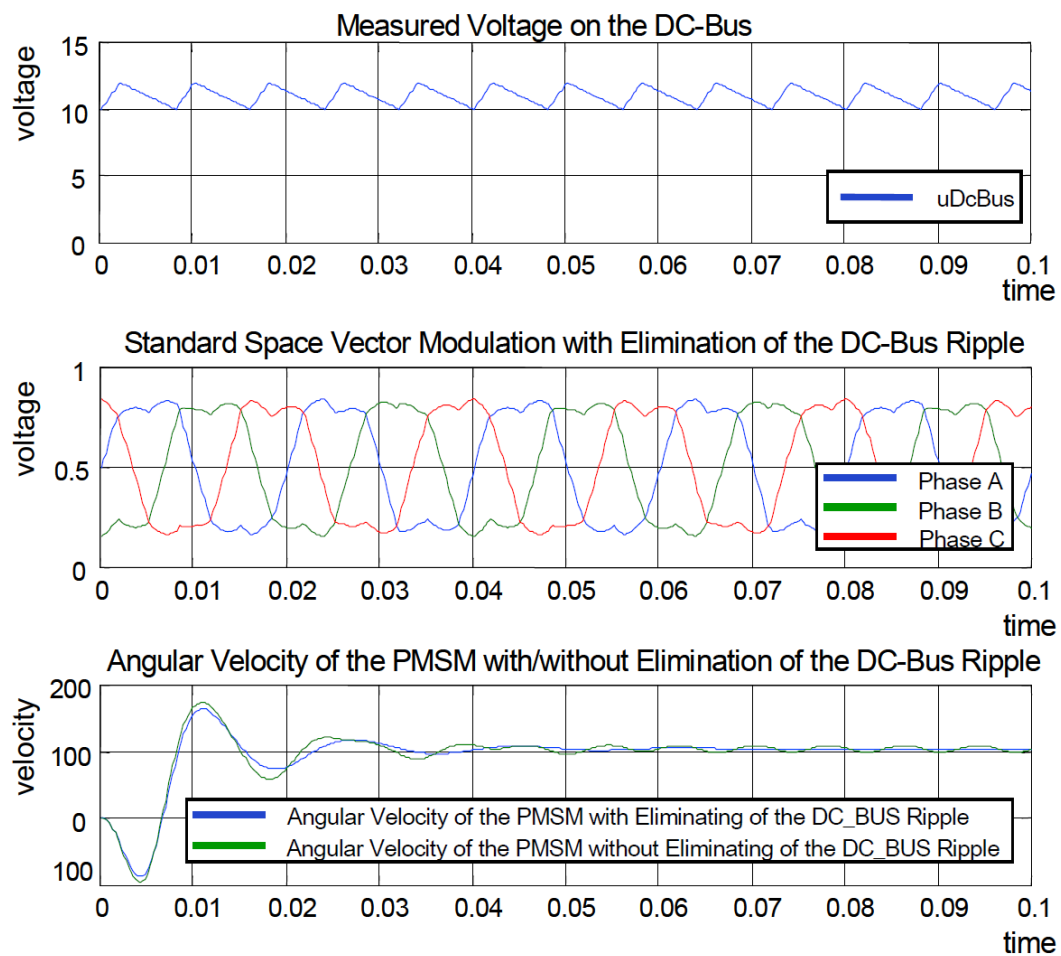 Measured Voltage on the DC-Bus
voltage
15
10
5
0
uDcBus
0 0.01 0.02 0.03 0.04 0.05 0.06 0.07 0.08 0.09 0.1
time
Standard Space Vector Modulation with Elimination of the DC-Bus Ripple
voltage
1
0.5
0
Phase A
Phase B
Phase C
0 0.01 0.02 0.03 0.04 0.05 0.06 0.07 0.08 0.09 0.1
time
Angular Velocity of the PMSM with/without Elimination of the DC-Bus Ripple
velocity
200
100
0
100
Angular Velocity of the PMSM with Eliminating of the DC_BUS Ripple
Angular Velocity of the PMSM without Eliminating of the DC_BUS Ripple
0 0.01 0.02 0.03 0.04 0.05 0.06 0.07 0.08 0.09 0.1
time